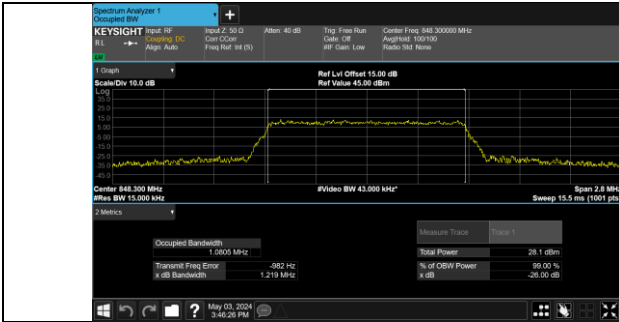 Spectrum Analyzer 1
Occupied BW
KEYSIGHT Input: RF Input Z: 50 Ω Atten: 40 dB Trig: Free Run Center Freq: 848.300000 MHz
RL Coupling: DC Corr CCorr Gate: Off Avg|Hold: 100/100
Align: Auto Freq Ref: Int (S) #IF Gain: Low Radio Std: None
1 Graph
Ref Lvl Offset 15.00 dB
Scale/Div 10.0 dB Ref Value 45.00 dBm
Log
35.0
25.0
15.0
5.00
-5.00
-15.0
-25.0
-35.0
-45.0
Center 848.300 MHz #Video BW 43.000 kHz* Span 2.8 MHz
#Res BW 15.000 kHz Sweep 15.5 ms (1001 pts)
2 Metrics
Measure Trace Trace 1
Occupied Bandwidth
1.0805 MHz Total Power 28.1 dBm
Transmit Freq Error -982 Hz % of OBW Power 99.00 %
x dB Bandwidth 1.219 MHz x dB -26.00 dB
? May 03, 2024
3:46:26 PM